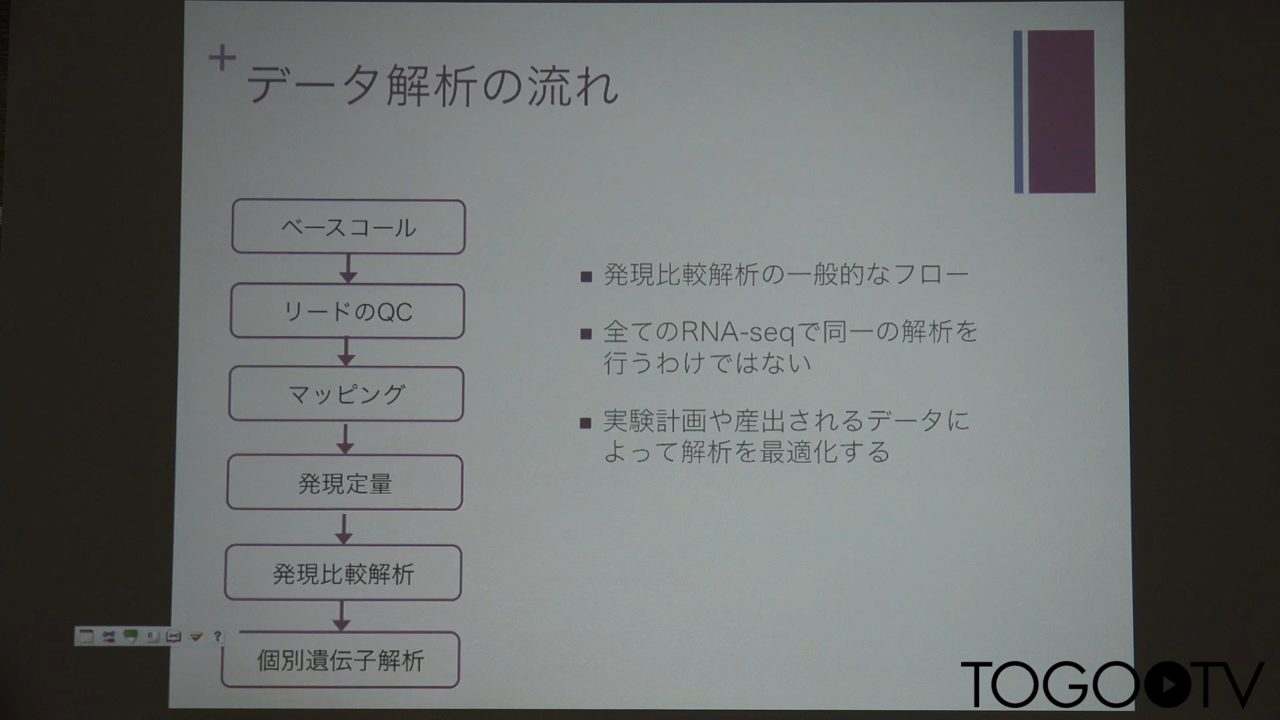 +
データ解析の流れ
ベースコール
リードのQC
マッピング
発現定量
発現比較解析
個別遺伝子解析
■ 発現比較解析の一般的なフロー
■ 全てのRNA-seqで同一の解析を
行うわけではない
■ 実験計画や産出されるデータに
よって解析を最適化する
?
TOGOTV